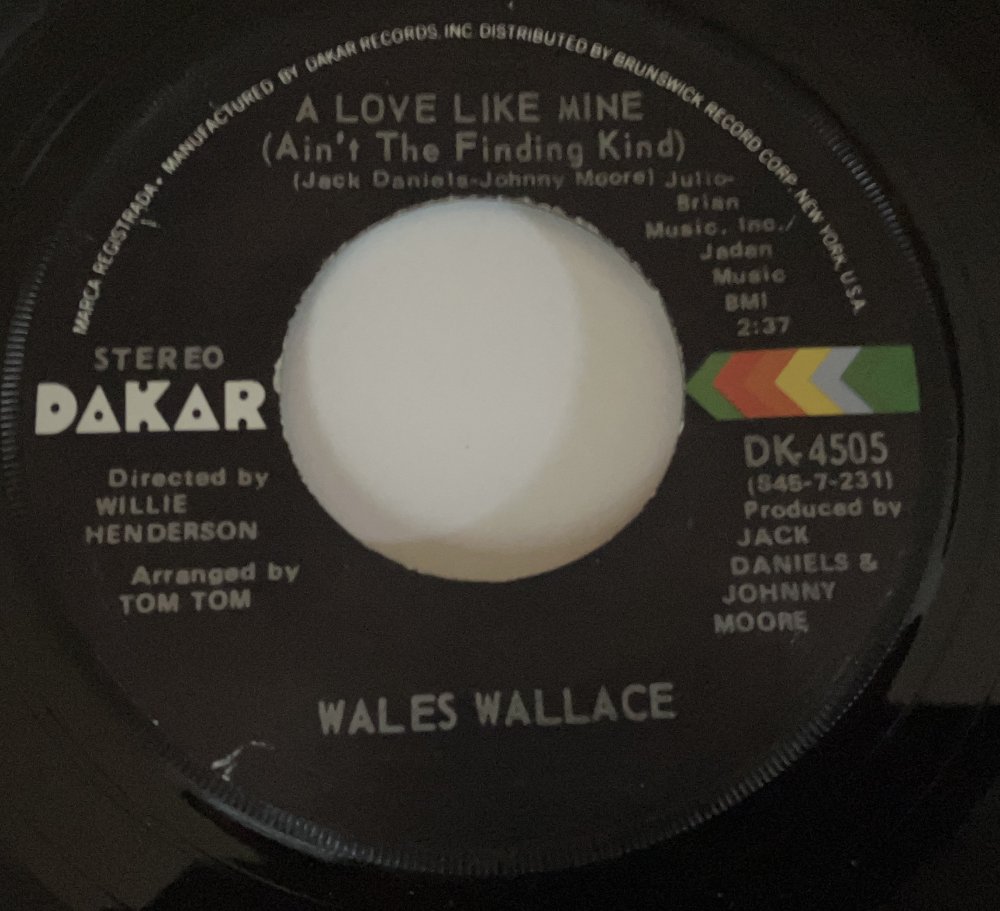 MARCA REGISTRADA • MANUFACTURED BY DAKAR RECORDS, INC DISTRIBUTED BY BRUNSWICK RECORD CORP. NEW YORK, U.S.A
A LOVE LIKE MINE
(Ain't The Finding Kind)
(Jack Daniels-Johnny Moore) Julio-
Brian
Music, Inc./
Jadan
Music
BMI
2:37
STEREO
DAKAR
Directed by
WILLIE
HENDERSON
Arranged by
TOM TOM
DK-4505
(S45-7-231)
Produced by
JACK
DANIELS &
JOHNNY
MOORE
WALES WALLACE